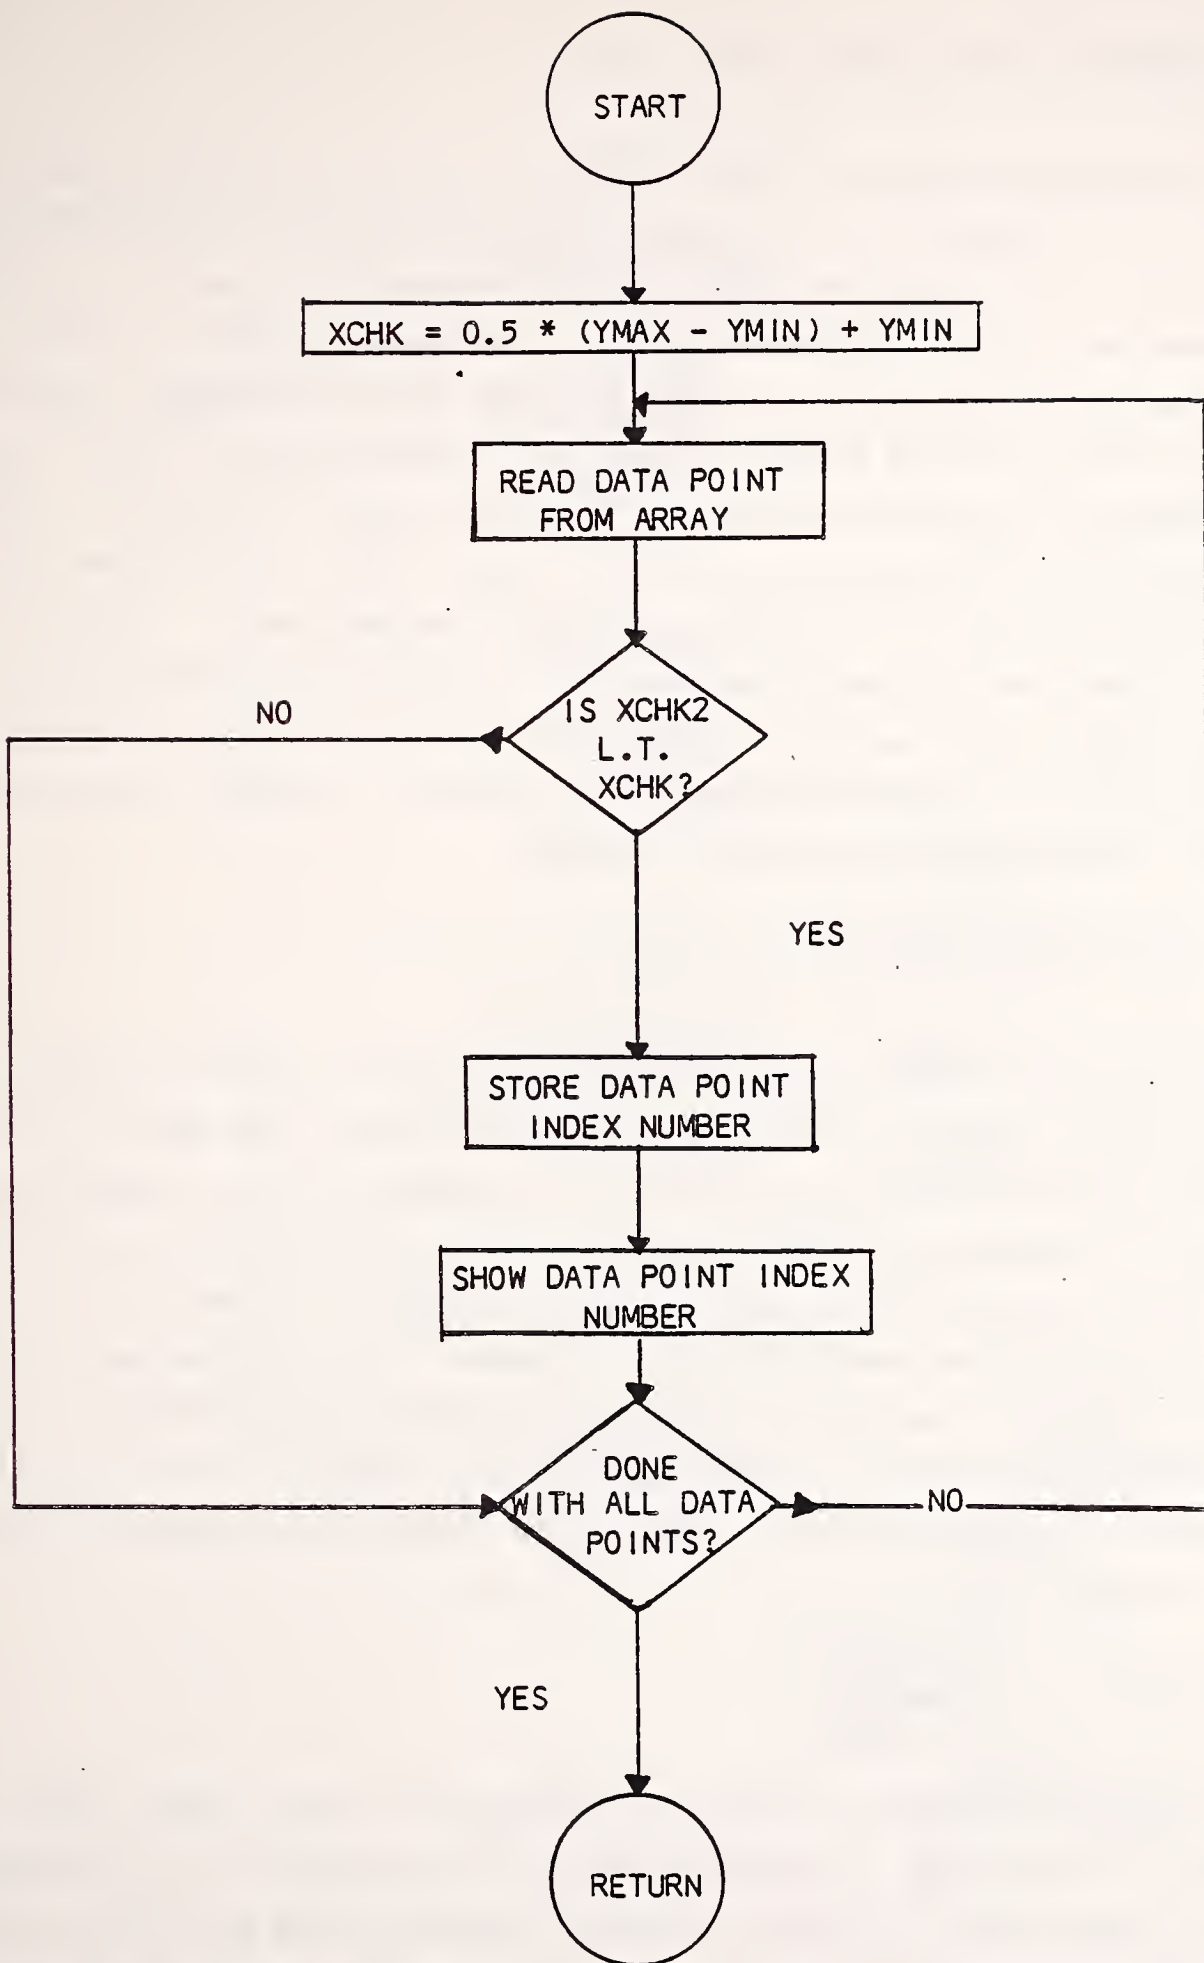 START
XCHK = 0.5 * (YMAX - YMIN) + YMIN
READ DATA POINT
FROM ARRAY
IS XCHK2
L.T.
XCHK?
NO
YES
STORE DATA POINT
INDEX NUMBER
SHOW DATA POINT INDEX
NUMBER
DONE
WITH ALL DATA
POINTS?
NO
YES
RETURN